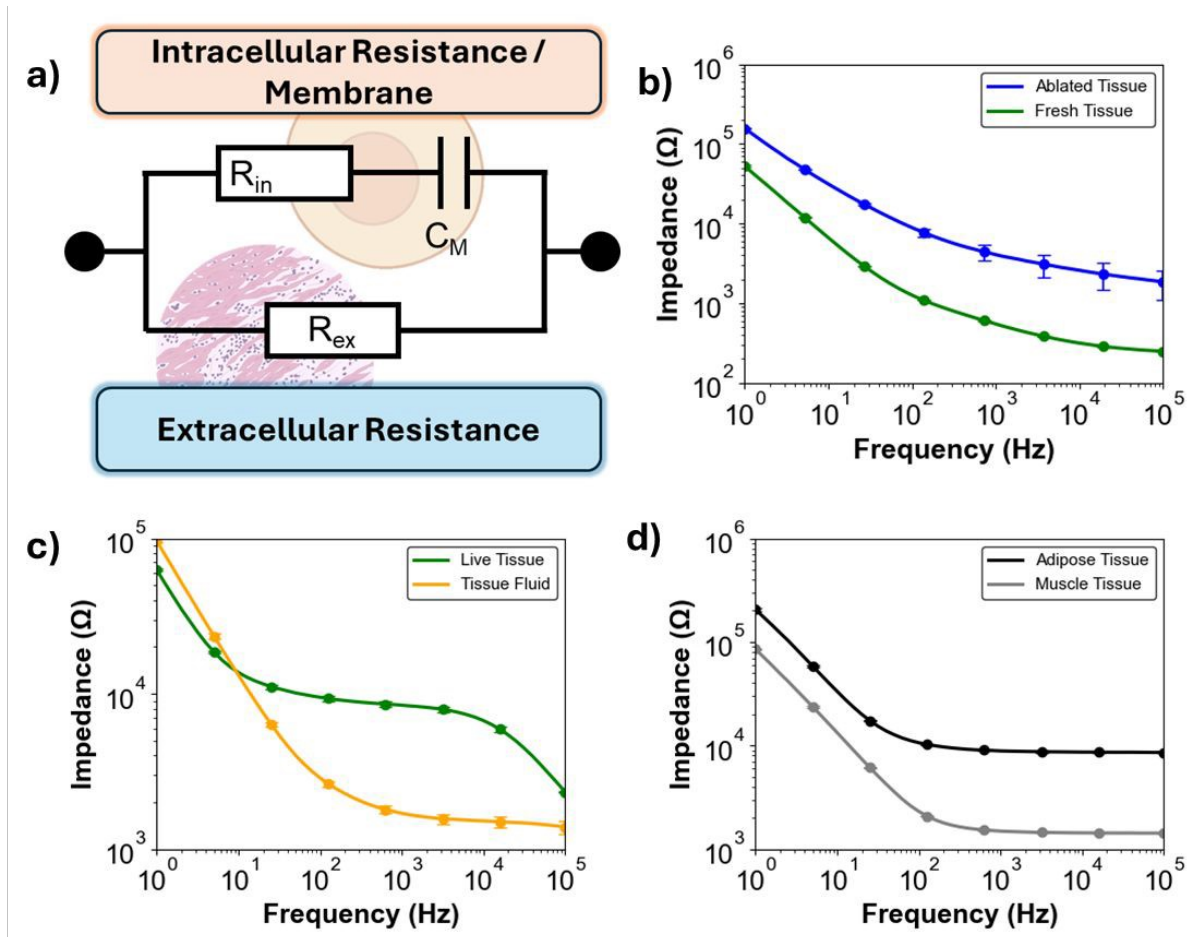 a)
Intracellular Resistance /
Membrane
R_in
C_M
R_ex
Extracellular Resistance
b)
Impedance (Ω)
10^6
10^5
10^4
10^3
10^2
Ablated Tissue
Fresh Tissue
10^0 10^1 10^2 10^3 10^4 10^5
Frequency (Hz)
c)
Impedance (Ω)
10^5
10^4
10^3
Live Tissue
Tissue Fluid
10^0 10^1 10^2 10^3 10^4 10^5
Frequency (Hz)
d)
Impedance (Ω)
10^6
10^5
10^4
10^3
Adipose Tissue
Muscle Tissue
10^0 10^1 10^2 10^3 10^4 10^5
Frequency (Hz)